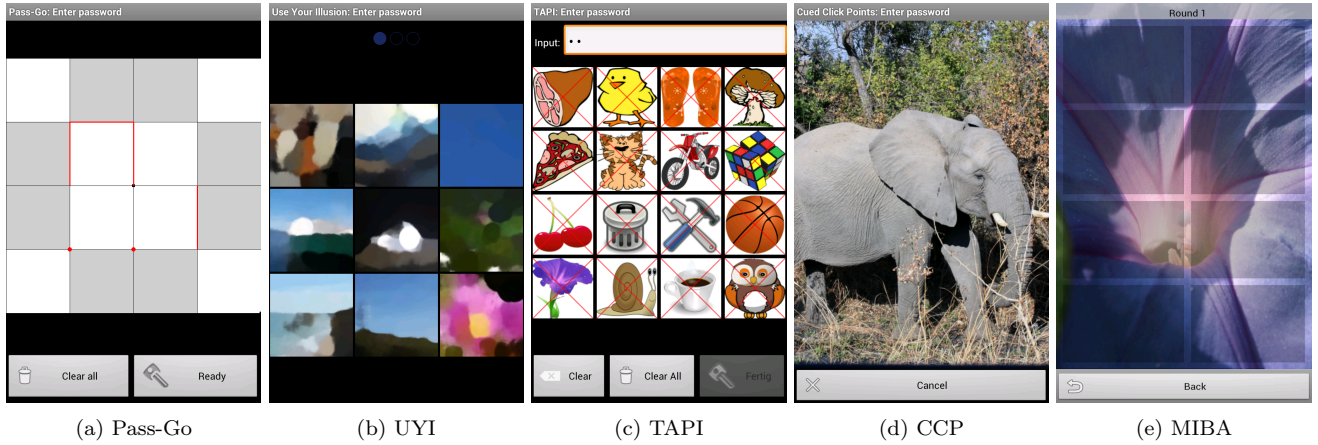 Pass-Go: Enter password
Clear all
Ready
(a) Pass-Go
Use Your Illusion: Enter password
(b) UYI
TAPI: Enter password
Input:
Clear
Clear All
Fertig
(c) TAPI
Cued Click Points: Enter password
Cancel
(d) CCP
Round 1
Back
(e) MIBA